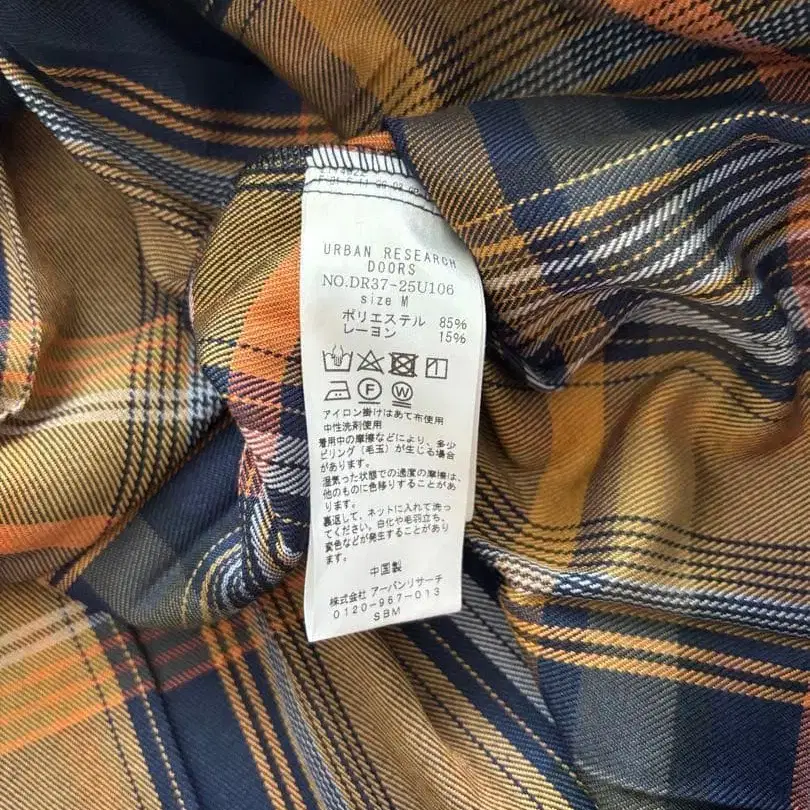 URBAN RESEARCH
DOORS
NO.DR37-25U106
size M
ポリエステル 85%
レーヨン 15%
F
W
アイロン掛けはあて布使用
中性洗剤使用
着用中の摩擦などにより、多少
ピリング（毛玉）が生じる場合
があります。
湿気った状態での過度の摩擦は、
他のものに色移りすることがあ
ります。
裏返して、ネットに入れて洗っ
てください。白化や毛羽立ち、
変色などが発生することがあり
ます。
中国製
株式会社 アーバンリサーチ
0120-967-013
SBM